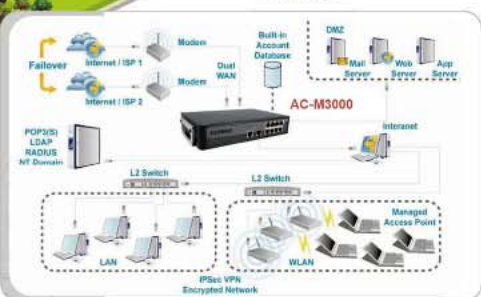 Failover
Internet / ISP 1
Modem
Internet / ISP 2
Modem
Dual
WAN
Built-in
Account
Database
DMZ
Mail
Server
Web
Server
App
Server
AC-M3000
Intranet
POP3(S)
LDAP
RADIUS
NT Domain
L2 Switch
L2 Switch
LAN
WLAN
Managed
Access Point
IPSec VPN
Encrypted Network